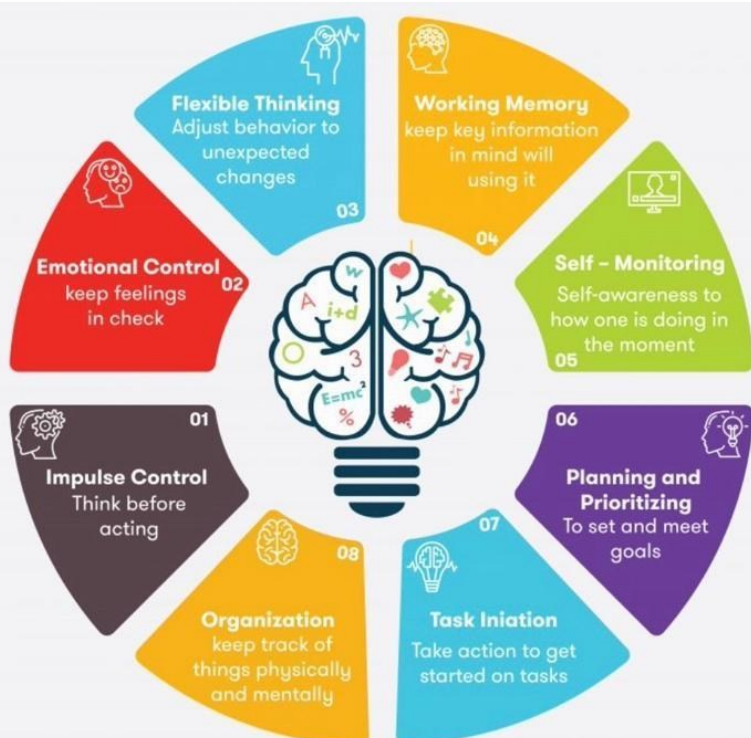 01
Impulse Control
Think before
acting
02
Emotional Control
keep feelings
in check
03
Flexible Thinking
Adjust behavior to
unexpected
changes
04
Working Memory
keep key information
in mind will
using it
05
Self – Monitoring
Self-awareness to
how one is doing in
the moment
06
Planning and
Prioritizing
To set and meet
goals
07
Task Iniation
Take action to get
started on tasks
08
Organization
keep track of
things physically
and mentally
w
A
i+d
3
E=mc²
%